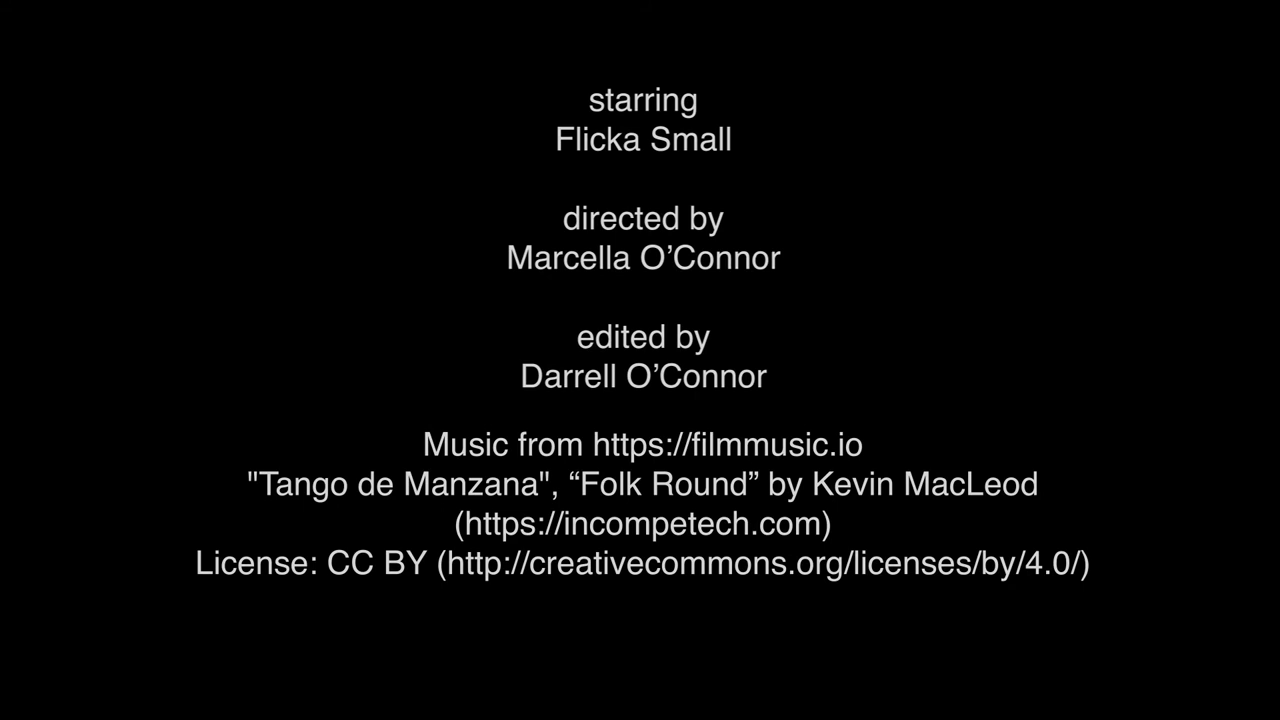 starring
Flicka Small
directed by
Marcella O’Connor
edited by
Darrell O’Connor
Music from https://filmmusic.io
"Tango de Manzana", “Folk Round” by Kevin MacLeod
(https://incompetech.com)
License: CC BY (http://creativecommons.org/licenses/by/4.0/)